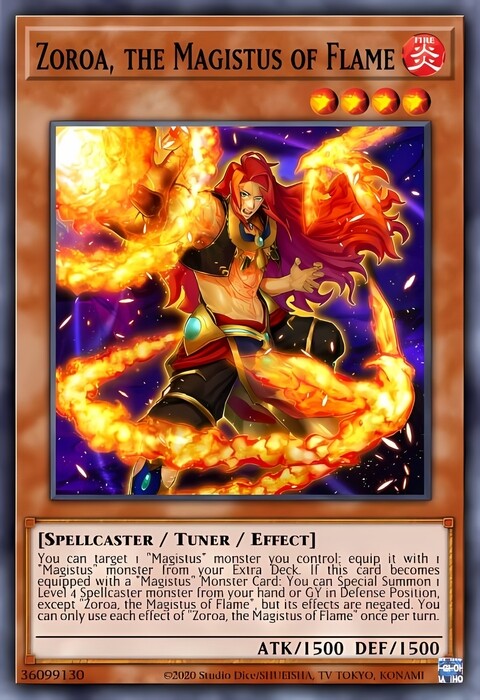 Zoroa, the Magistus of Flame
FIRE
炎
[Spellcaster / Tuner / Effect]
You can target 1 "Magistus" monster you control; equip it with 1
"Magistus" monster from your Extra Deck. If this card becomes
equipped with a "Magistus" Monster Card: You can Special Summon 1
Level 4 Spellcaster monster from your hand or GY in Defense Position,
except "Zoroa, the Magistus of Flame", but its effects are negated. You
can only use each effect of "Zoroa, the Magistus of Flame" once per turn.
ATK/1500 DEF/1500
36099130 ©2020 Studio Dice/SHUEISHA, TV TOKYO, KONAMI